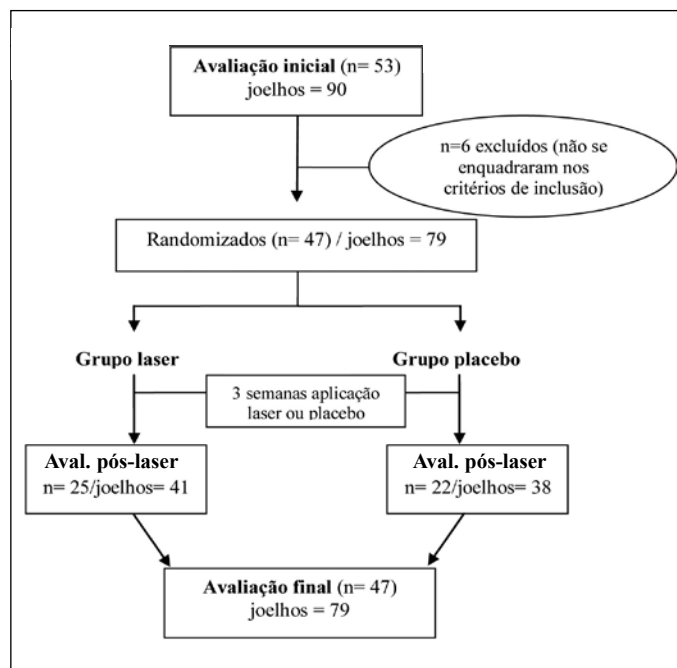 Avaliação inicial (n= 53)
joelhos = 90
n=6 excluídos (não se
enquadraram nos
critérios de inclusão)
Randomizados (n= 47) / joelhos = 79
Grupo laser
Grupo placebo
3 semanas aplicação
laser ou placebo
Aval. pós-laser
n= 25/joelhos= 41
Aval. pós-laser
n= 22/joelhos= 38
Avaliação final (n= 47)
joelhos = 79